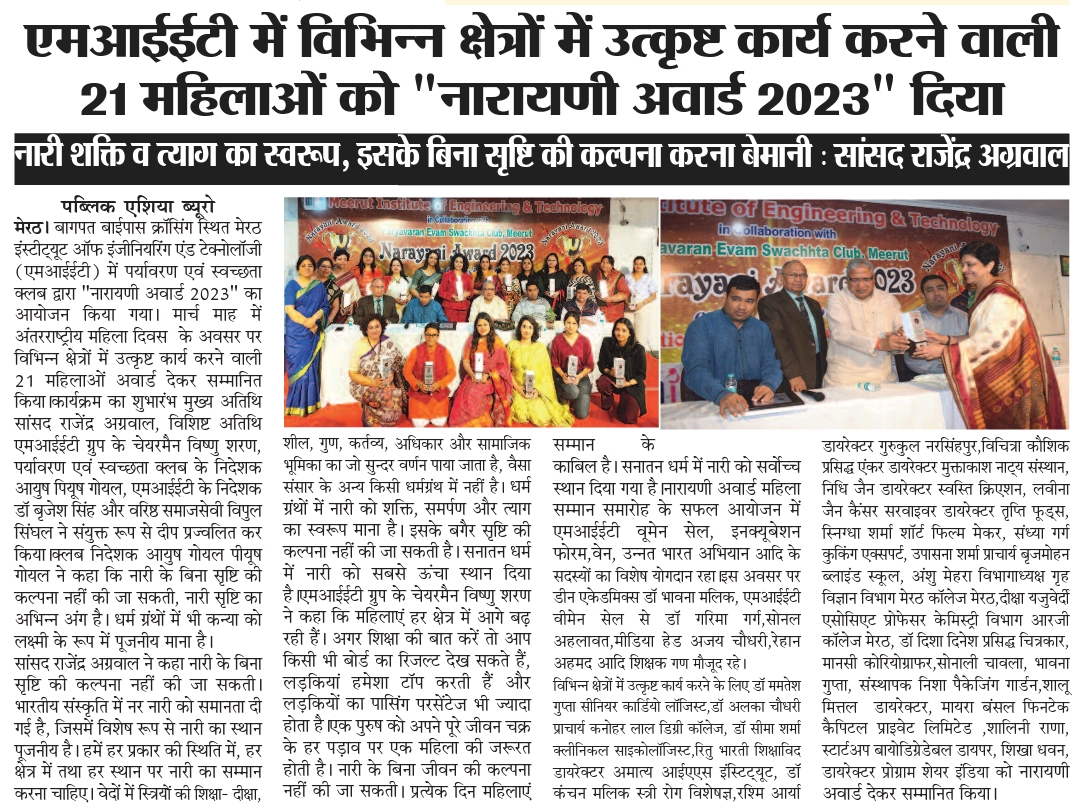 एमआईईटी में विभिन्न क्षेत्रों में उत्कृष्ट कार्य करने वाली
21 महिलाओं को "नारायणी अवार्ड 2023" दिया
नारी शक्ति व त्याग का स्वरूप, इसके बिना सृष्टि की कल्पना करना बेमानी : सांसद राजेंद्र अग्रवाल
पब्लिक एशिया ब्यूरो
मेरठ। बागपत बाईपास क्रॉसिंग स्थित मेरठ
इंस्टीट्यूट ऑफ इंजीनियरिंग एंड टेक्नोलॉजी
(एमआईईटी) में पर्यावरण एवं स्वच्छता
क्लब द्वारा "नारायणी अवार्ड 2023" का
आयोजन किया गया। मार्च माह में
अंतरराष्ट्रीय महिला दिवस के अवसर पर
विभिन्न क्षेत्रों में उत्कृष्ट कार्य करने वाली
21 महिलाओं अवार्ड देकर सम्मानित
किया।कार्यक्रम का शुभारंभ मुख्य अतिथि
सांसद राजेंद्र अग्रवाल, विशिष्ट अतिथि
एमआईईटी ग्रुप के चेयरमैन विष्णु शरण,
पर्यावरण एवं स्वच्छता क्लब के निदेशक
आयुष पियूष गोयल, एमआईईटी के निदेशक
डॉ बृजेश सिंह और वरिष्ठ समाजसेवी विपुल
सिंघल ने संयुक्त रूप से दीप प्रज्वलित कर
किया।क्लब निदेशक आयुष गोयल पीयूष
गोयल ने कहा कि नारी के बिना सृष्टि की
कल्पना नहीं की जा सकती, नारी सृष्टि का
अभिन्न अंग है। धर्म ग्रंथों में भी कन्या को
लक्ष्मी के रूप में पूजनीय माना है।
सांसद राजेंद्र अग्रवाल ने कहा नारी के बिना
सृष्टि की कल्पना नहीं की जा सकती।
भारतीय संस्कृति में नर नारी को समानता दी
गई है, जिसमें विशेष रूप से नारी का स्थान
पूजनीय है। हमें हर प्रकार की स्थिति में, हर
क्षेत्र में तथा हर स्थान पर नारी का सम्मान
करना चाहिए। वेदों में स्त्रियों की शिक्षा- दीक्षा,
Meerut Institute of Engineering & Technology
in Collaboration with
Paryavaran Evam Swachhta Club, Meerut
Narayani Award 2023
stitute of Engineering & Technology
in Collaboration with
yavaran Evam Swachhta Club, Meerut
rayani Award 2023
शील, गुण, कर्तव्य, अधिकार और सामाजिक
भूमिका का जो सुन्दर वर्णन पाया जाता है, वैसा
संसार के अन्य किसी धर्मग्रंथ में नहीं है। धर्म
ग्रंथों में नारी को शक्ति, समर्पण और त्याग
का स्वरूप माना है। इसके बगैर सृष्टि की
कल्पना नहीं की जा सकती है। सनातन धर्म
में नारी को सबसे ऊंचा स्थान दिया
है।एमआईईटी ग्रुप के चेयरमैन विष्णु शरण
ने कहा कि महिलाएं हर क्षेत्र में आगे बढ़
रही हैं। अगर शिक्षा की बात करें तो आप
किसी भी बोर्ड का रिजल्ट देख सकते हैं,
लड़कियां हमेशा टॉप करती हैं और
लड़कियों का पासिंग परसेंटेज भी ज्यादा
होता है।एक पुरुष को अपने पूरे जीवन चक्र
के हर पड़ाव पर एक महिला की जरूरत
होती है। नारी के बिना जीवन की कल्पना
नहीं की जा सकती है। प्रत्येक दिन महिलाएं
सम्मान के
काबिल है। सनातन धर्म में नारी को सर्वोच्च
स्थान दिया गया है।नारायणी अवार्ड महिला
सम्मान समारोह के सफल आयोजन में
एमआईईटी वूमेन सेल, इनक्यूबेशन
फोरम,वेन, उन्नत भारत अभियान आदि के
सदस्यों का विशेष योगदान रहा।इस अवसर पर
डीन एकेडमिक्स डॉ भावना मलिक, एमआईईटी
वीमेन सेल से डॉ गरिमा गर्ग,सोनल
अहलावत,मीडिया हेड अजय चौधरी,रेहान
अहमद आदि शिक्षक गण मौजूद रहे।
विभिन्न क्षेत्रों में उत्कृष्ट कार्य करने के लिए डॉ ममतेश
गुप्ता सीनियर कार्डियो लॉजिस्ट,डॉ अलका चौधरी
प्राचार्य कनोहर लाल डिग्री कॉलेज, डॉ सीमा शर्मा
क्लीनिकल साइकोलॉजिस्ट,रितु भारती शिक्षाविद
डायरेक्टर अमात्य आईएएस इंस्टिट्यूट, डॉ
कंचन मलिक स्त्री रोग विशेषज्ञ,रश्मि आर्या
डायरेक्टर गुरुकुल नरसिंहपुर,विचित्रा कौशिक
प्रसिद्ध एंकर डायरेक्टर मुक्ताकाश नाट्य संस्थान,
निधि जैन डायरेक्टर स्वस्ति क्रिएशन, लवीना
जैन कैंसर सरवाइवर डायरेक्टर तृप्ति फूड्स,
स्निग्धा शर्मा शॉर्ट फिल्म मेकर, संध्या गर्ग
कुकिंग एक्सपर्ट, उपासना शर्मा प्राचार्य बृजमोहन
ब्लाइंड स्कूल, अंशु मेहरा विभागाध्यक्ष गृह
विज्ञान विभाग मेरठ कॉलेज मेरठ,दीक्षा यजुर्वेदी
एसोसिएट प्रोफेसर केमिस्ट्री विभाग आरजी
कॉलेज मेरठ, डॉ दिशा दिनेश प्रसिद्ध चित्रकार,
मानसी कोरियोग्राफर,सोनाली चावला, भावना
गुप्ता, संस्थापक निशा पैकेजिंग गार्डन,शालू
मित्तल डायरेक्टर, मायरा बंसल फिनटेक
कैपिटल प्राइवेट लिमिटेड ,शालिनी राणा,
स्टार्टअप बायोडिग्रेडेबल डायपर, शिखा धवन,
डायरेक्टर प्रोग्राम शेयर इंडिया को नारायणी
अवार्ड देकर सम्मानित किया।